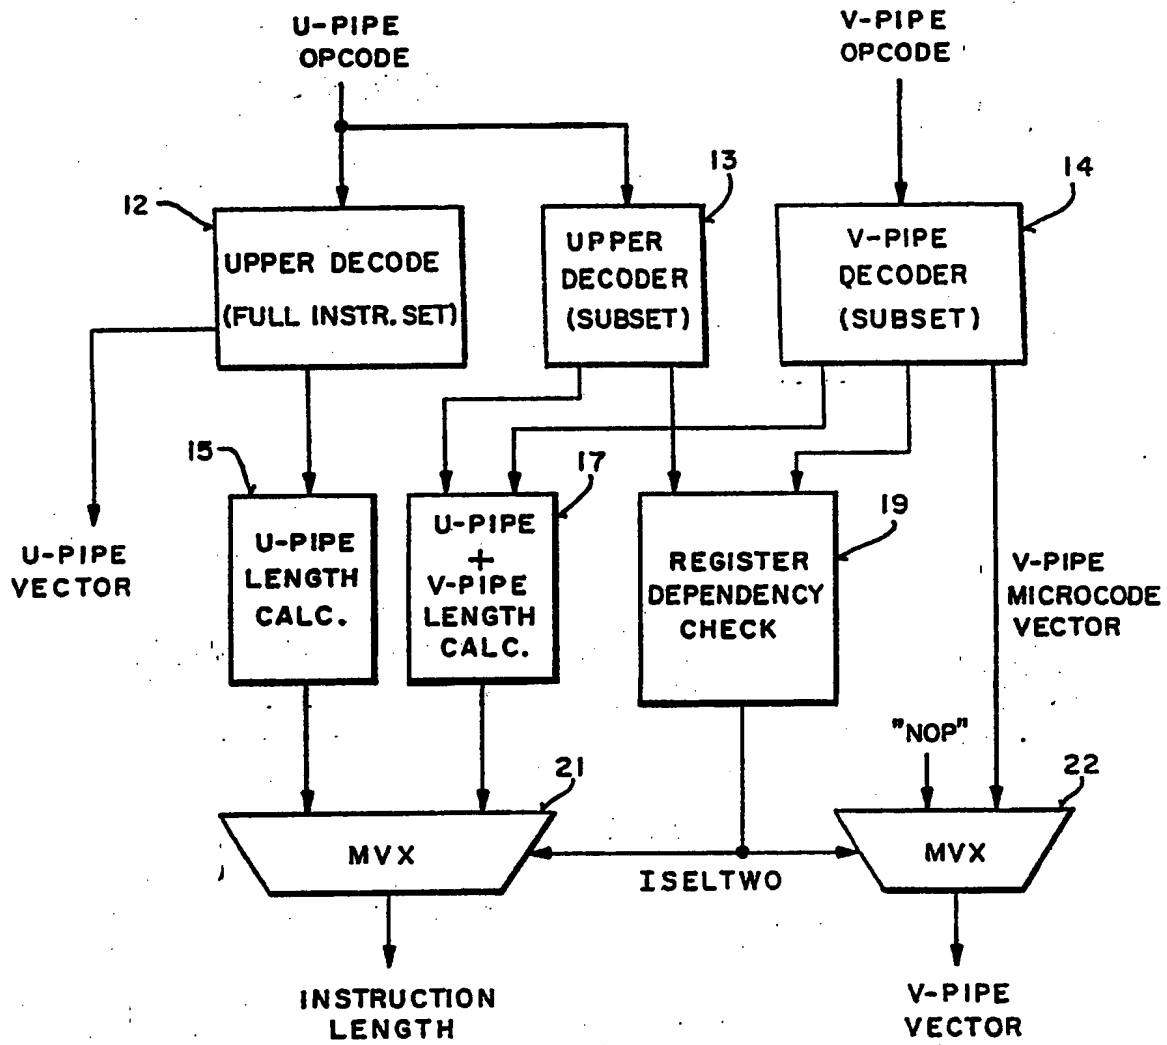 U-PIPE
OPCODE
V-PIPE
OPCODE
12
13
14
UPPER DECODE
(FULL INSTR. SET)
UPPER
DECODER
(SUBSET)
V-PIPE
DECODER
(SUBSET)
15
17
19
U-PIPE
VECTOR
U-PIPE
LENGTH
CALC.
U-PIPE
+
V-PIPE
LENGTH
CALC.
REGISTER
DEPENDENCY
CHECK
V-PIPE
MICROCODE
VECTOR
"NOP"
21
22
MVX
MVX
ISELTWO
INSTRUCTION
LENGTH
V-PIPE
VECTOR